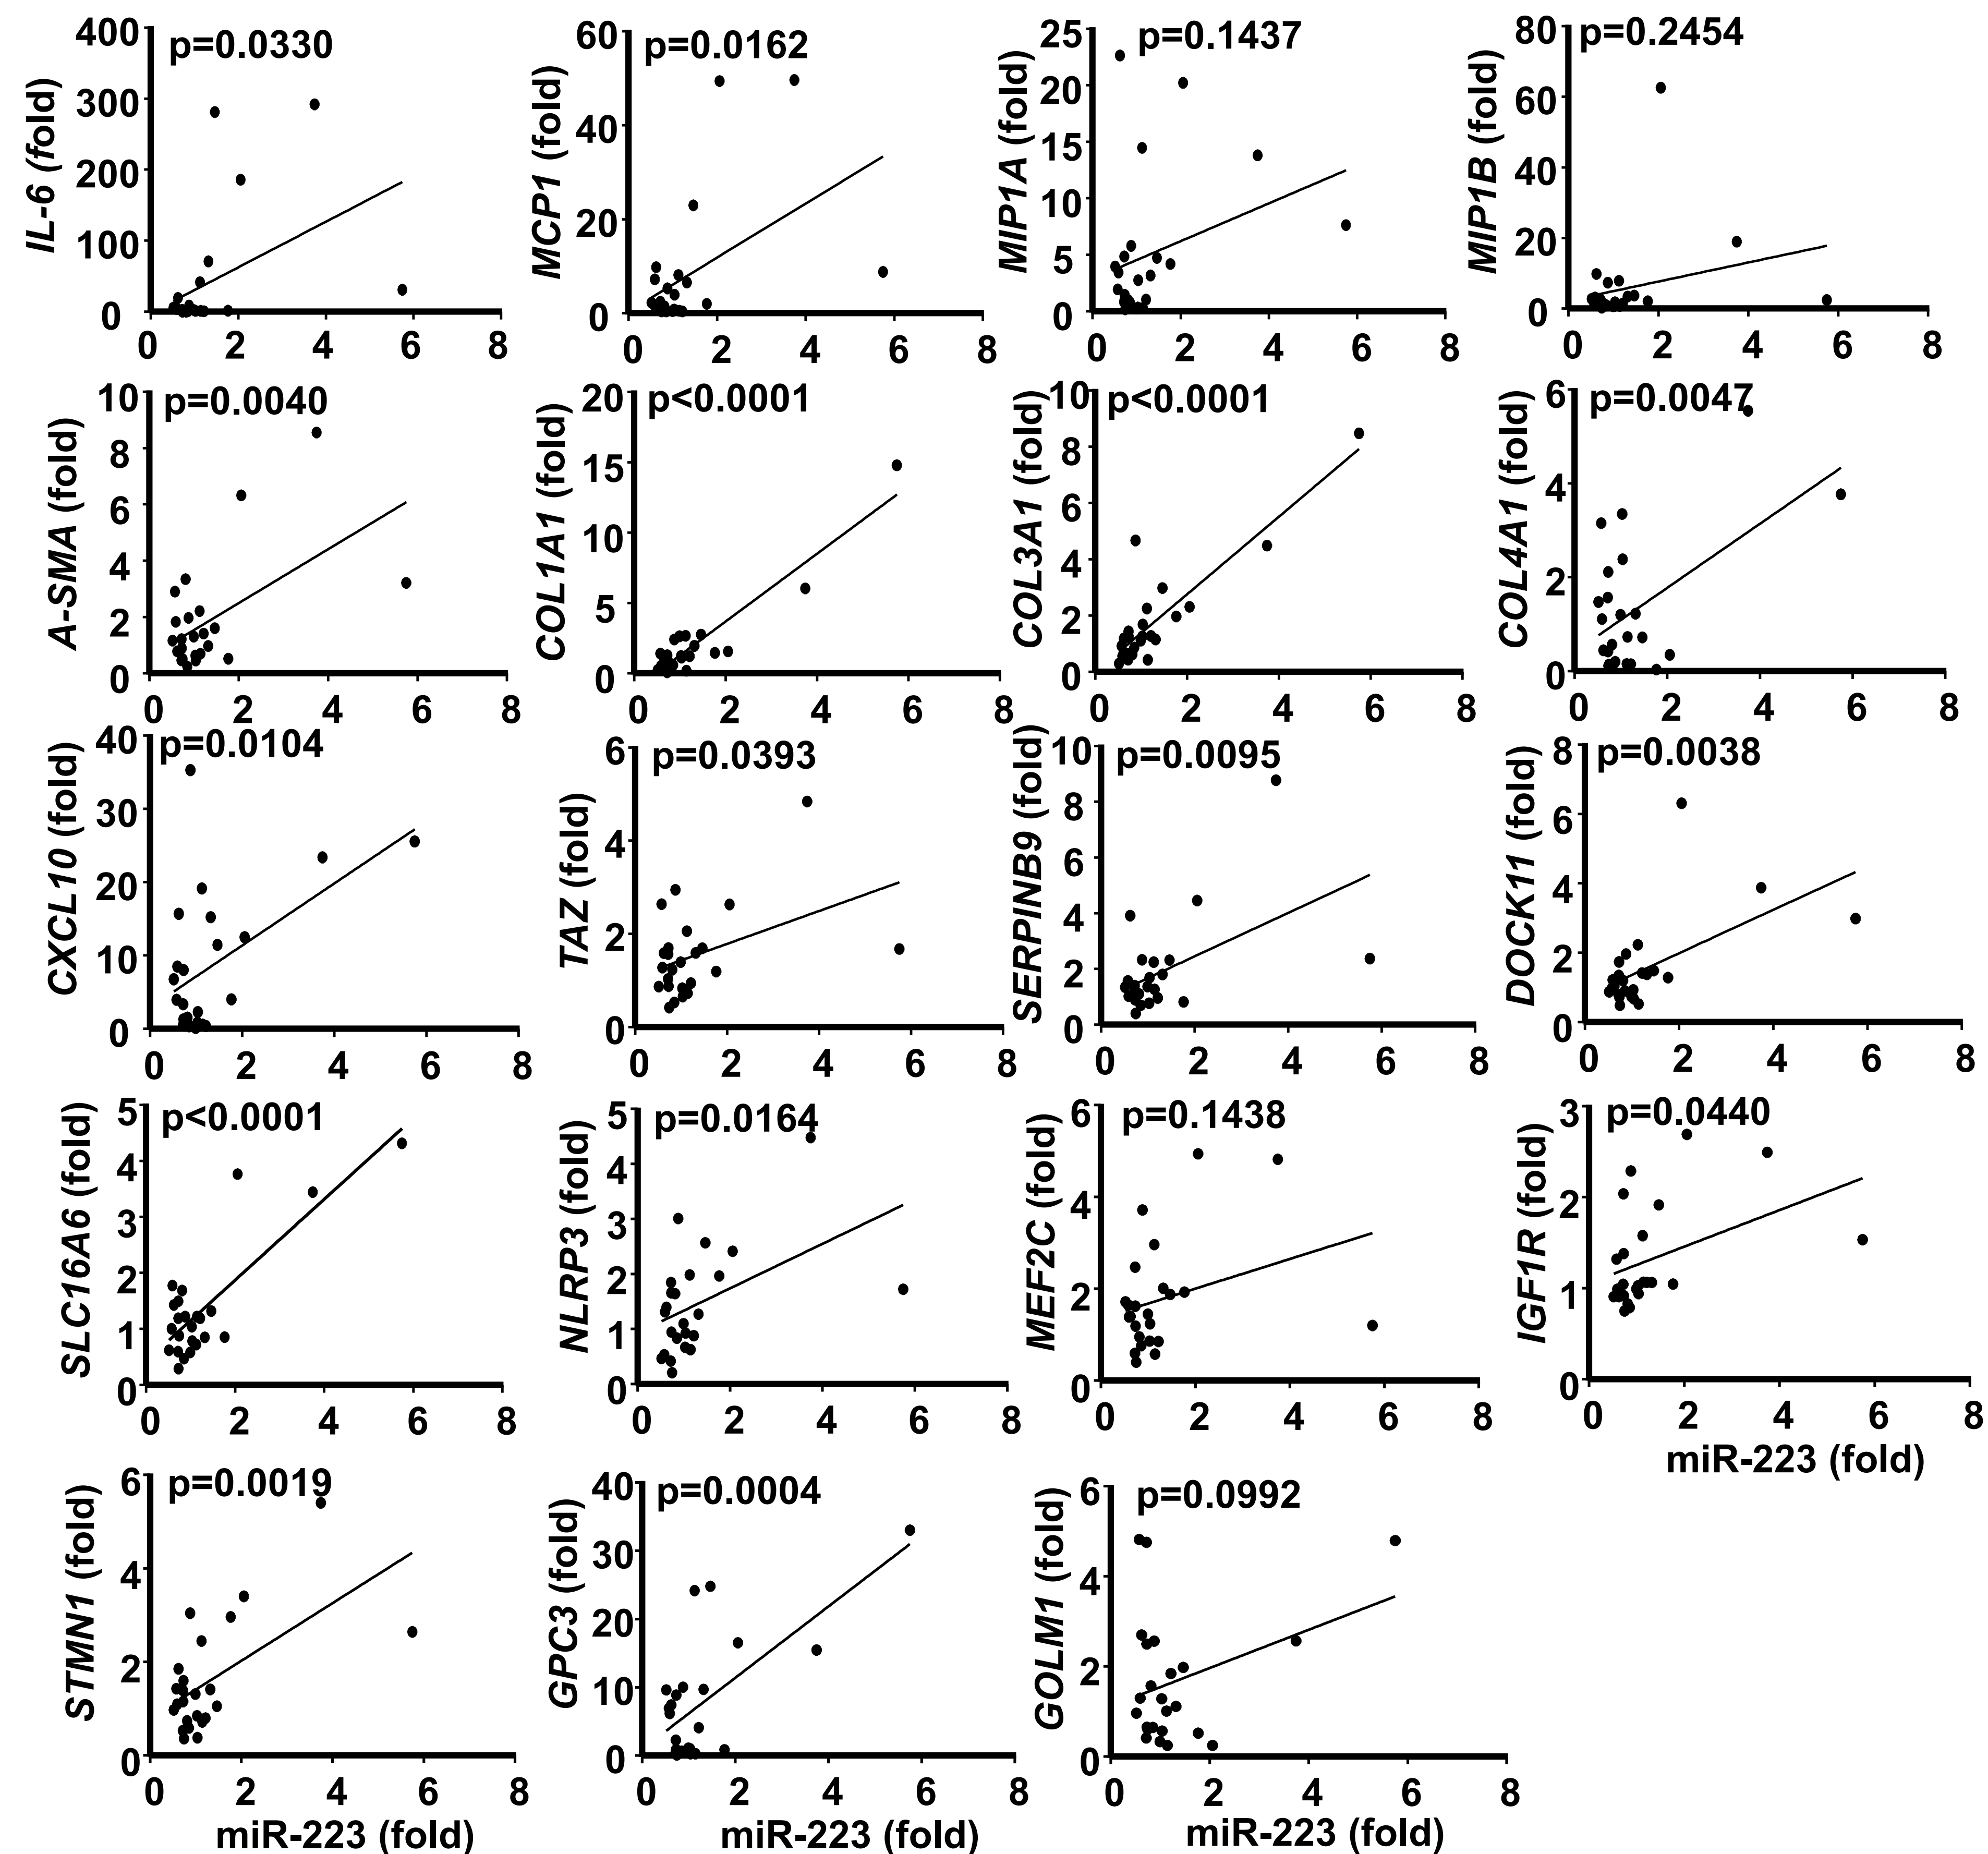 IL-6 (fold)
p=0.0330
400
300
200
100
0
0 2 4 6 8
MCP1 (fold)
p=0.0162
60
40
20
0
0 2 4 6 8
MIP1A (fold)
p=0.1437
25
20
15
10
5
0
0 2 4 6 8
MIP1B (fold)
p=0.2454
80
60
40
20
0
0 2 4 6 8
A-SMA (fold)
p=0.0040
10
8
6
4
2
0
0 2 4 6 8
COL1A1 (fold)
p<0.0001
20
15
10
5
0
0 2 4 6 8
COL3A1 (fold)
p<0.0001
10
8
6
4
2
0
0 2 4 6 8
COL4A1 (fold)
p=0.0047
6
4
2
0
0 2 4 6 8
CXCL10 (fold)
p=0.0104
40
30
20
10
0
0 2 4 6 8
TAZ (fold)
p=0.0393
6
4
2
0
0 2 4 6 8
SERPINB9 (fold)
p=0.0095
10
8
6
4
2
0
0 2 4 6 8
DOCK11 (fold)
p=0.0038
8
6
4
2
0
0 2 4 6 8
SLC16A6 (fold)
p<0.0001
5
4
3
2
1
0
0 2 4 6 8
NLRP3 (fold)
p=0.0164
5
4
3
2
1
0
0 2 4 6 8
MEF2C (fold)
p=0.1438
6
4
2
0
0 2 4 6 8
IGF1R (fold)
p=0.0440
3
2
1
0
0 2 4 6 8
miR-223 (fold)
STMN1 (fold)
p=0.0019
6
4
2
0
0 2 4 6 8
miR-223 (fold)
GPC3 (fold)
p=0.0004
40
30
20
10
0
0 2 4 6 8
miR-223 (fold)
GOLM1 (fold)
p=0.0992
6
4
2
0
0 2 4 6 8
miR-223 (fold)